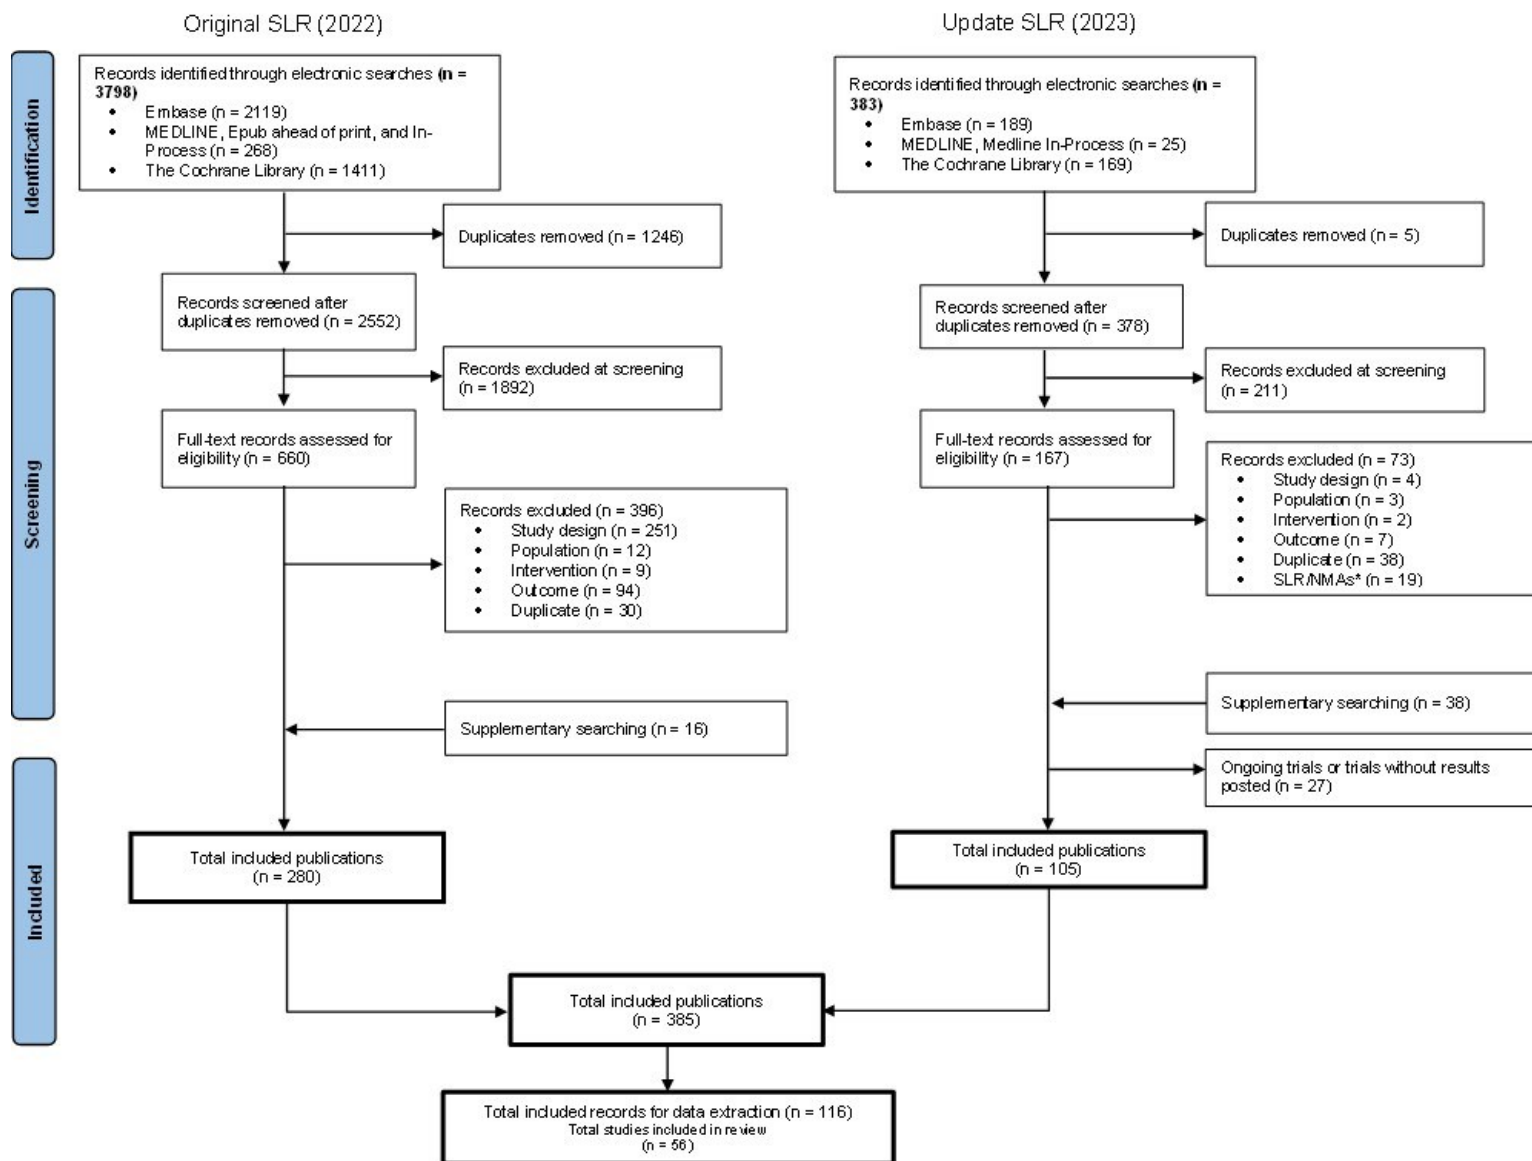 Original SLR (2022)
Update SLR (2023)
Identification
Records identified through electronic searches (n =
3798)
• Embase (n = 2119)
• MEDLINE, Epub ahead of print, and In-
Process (n = 268)
• The Cochrane Library (n = 1411)
Records identified through electronic searches (n =
383)
• Embase (n = 189)
• MEDLINE, Medline In-Process (n = 25)
• The Cochrane Library (n = 169)
Duplicates removed (n = 1246)
Duplicates removed (n = 5)
Screening
Records screened after
duplicates removed (n = 2552)
Records screened after
duplicates removed (n = 378)
Records excluded at screening
(n = 1892)
Records excluded at screening
(n = 211)
Full-text records assessed for
eligibility (n = 660)
Full-text records assessed for
eligibility (n = 167)
Records excluded (n = 396)
• Study design (n = 251)
• Population (n = 12)
• Intervention (n = 9)
• Outcome (n = 94)
• Duplicate (n = 30)
Records excluded (n = 73)
• Study design (n = 4)
• Population (n = 3)
• Intervention (n = 2)
• Outcome (n = 7)
• Duplicate (n = 38)
• SLR/NMAs* (n = 19)
Supplementary searching (n = 16)
Supplementary searching (n = 38)
Ongoing trials or trials without results
posted (n = 27)
Included
Total included publications
(n = 280)
Total included publications
(n = 105)
Total included publications
(n = 385)
Total included records for data extraction (n = 116)
Total studies included in review
(n = 56)